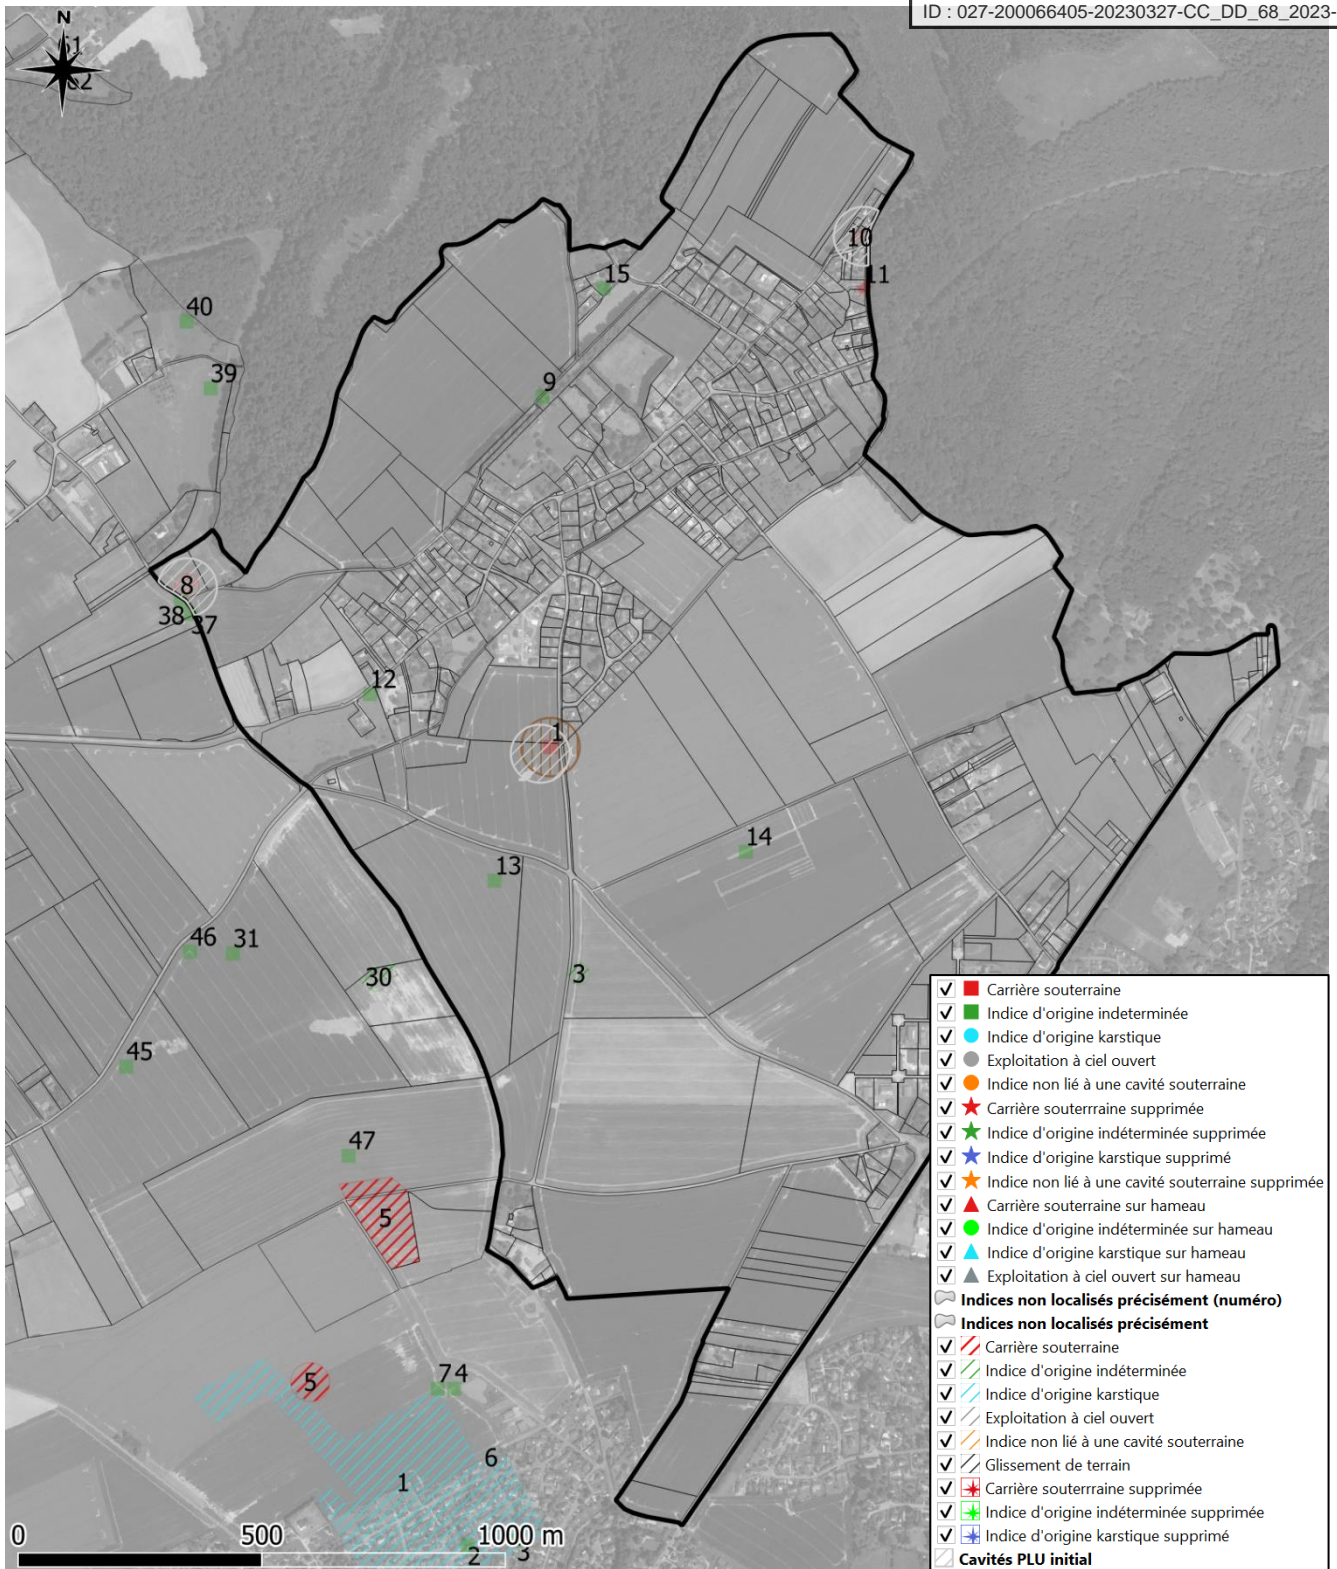 ID : 027-200066405-20230327-CC_DD_68_2023-
N
61
62
10
11
15
40
39
9
8
38
37
12
1
14
13
46
31
30
3
45
47
5
5
74
6
1
2
3
0
500
1000 m
Carrière souterraine
Indice d'origine indeterminée
Indice d'origine karstique
Exploitation à ciel ouvert
Indice non lié à une cavité souterraine
Carrière souterrraine supprimée
Indice d'origine indéterminée supprimée
Indice d'origine karstique supprimé
Indice non lié à une cavité souterraine supprimée
Carrière souterraine sur hameau
Indice d'origine indéterminée sur hameau
Indice d'origine karstique sur hameau
Exploitation à ciel ouvert sur hameau
Indices non localisés précisément (numéro)
Indices non localisés précisément
Carrière souterraine
Indice d'origine indéterminée
Indice d'origine karstique
Exploitation à ciel ouvert
Indice non lié à une cavité souterraine
Glissement de terrain
Carrière souterrraine supprimée
Indice d'origine indéterminée supprimée
Indice d'origine karstique supprimé
Cavités PLU initial